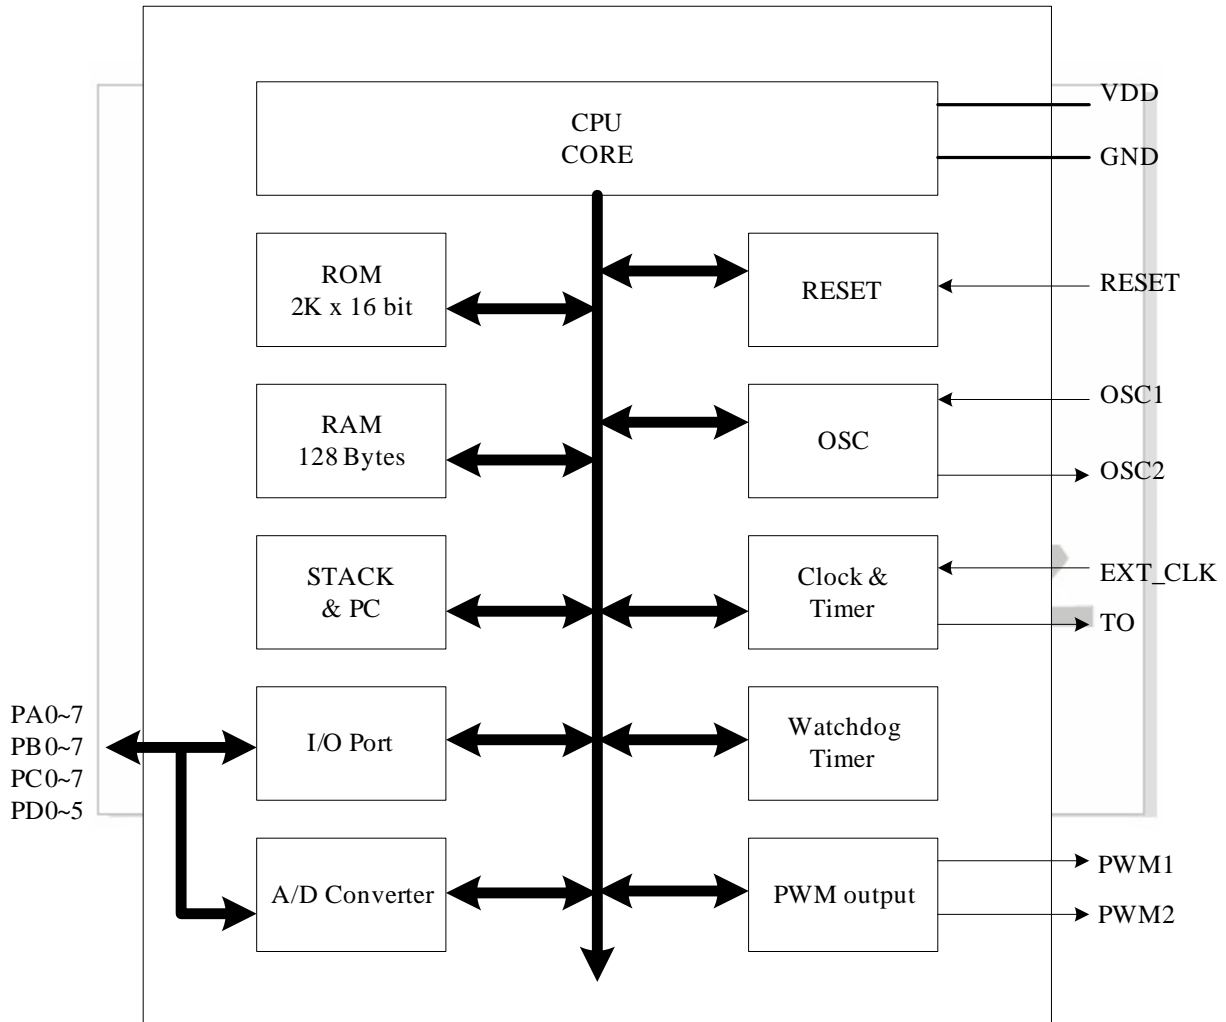 CPU
CORE
VDD
GND
ROM
2K x 16 bit
RESET
RESET
RAM
128 Bytes
OSC
OSC1
OSC2
STACK
& PC
Clock &
Timer
EXT_CLK
TO
PA0~7
PB0~7
PC0~7
PD0~5
I/O Port
Watchdog
Timer
A/D Converter
PWM output
PWM1
PWM2